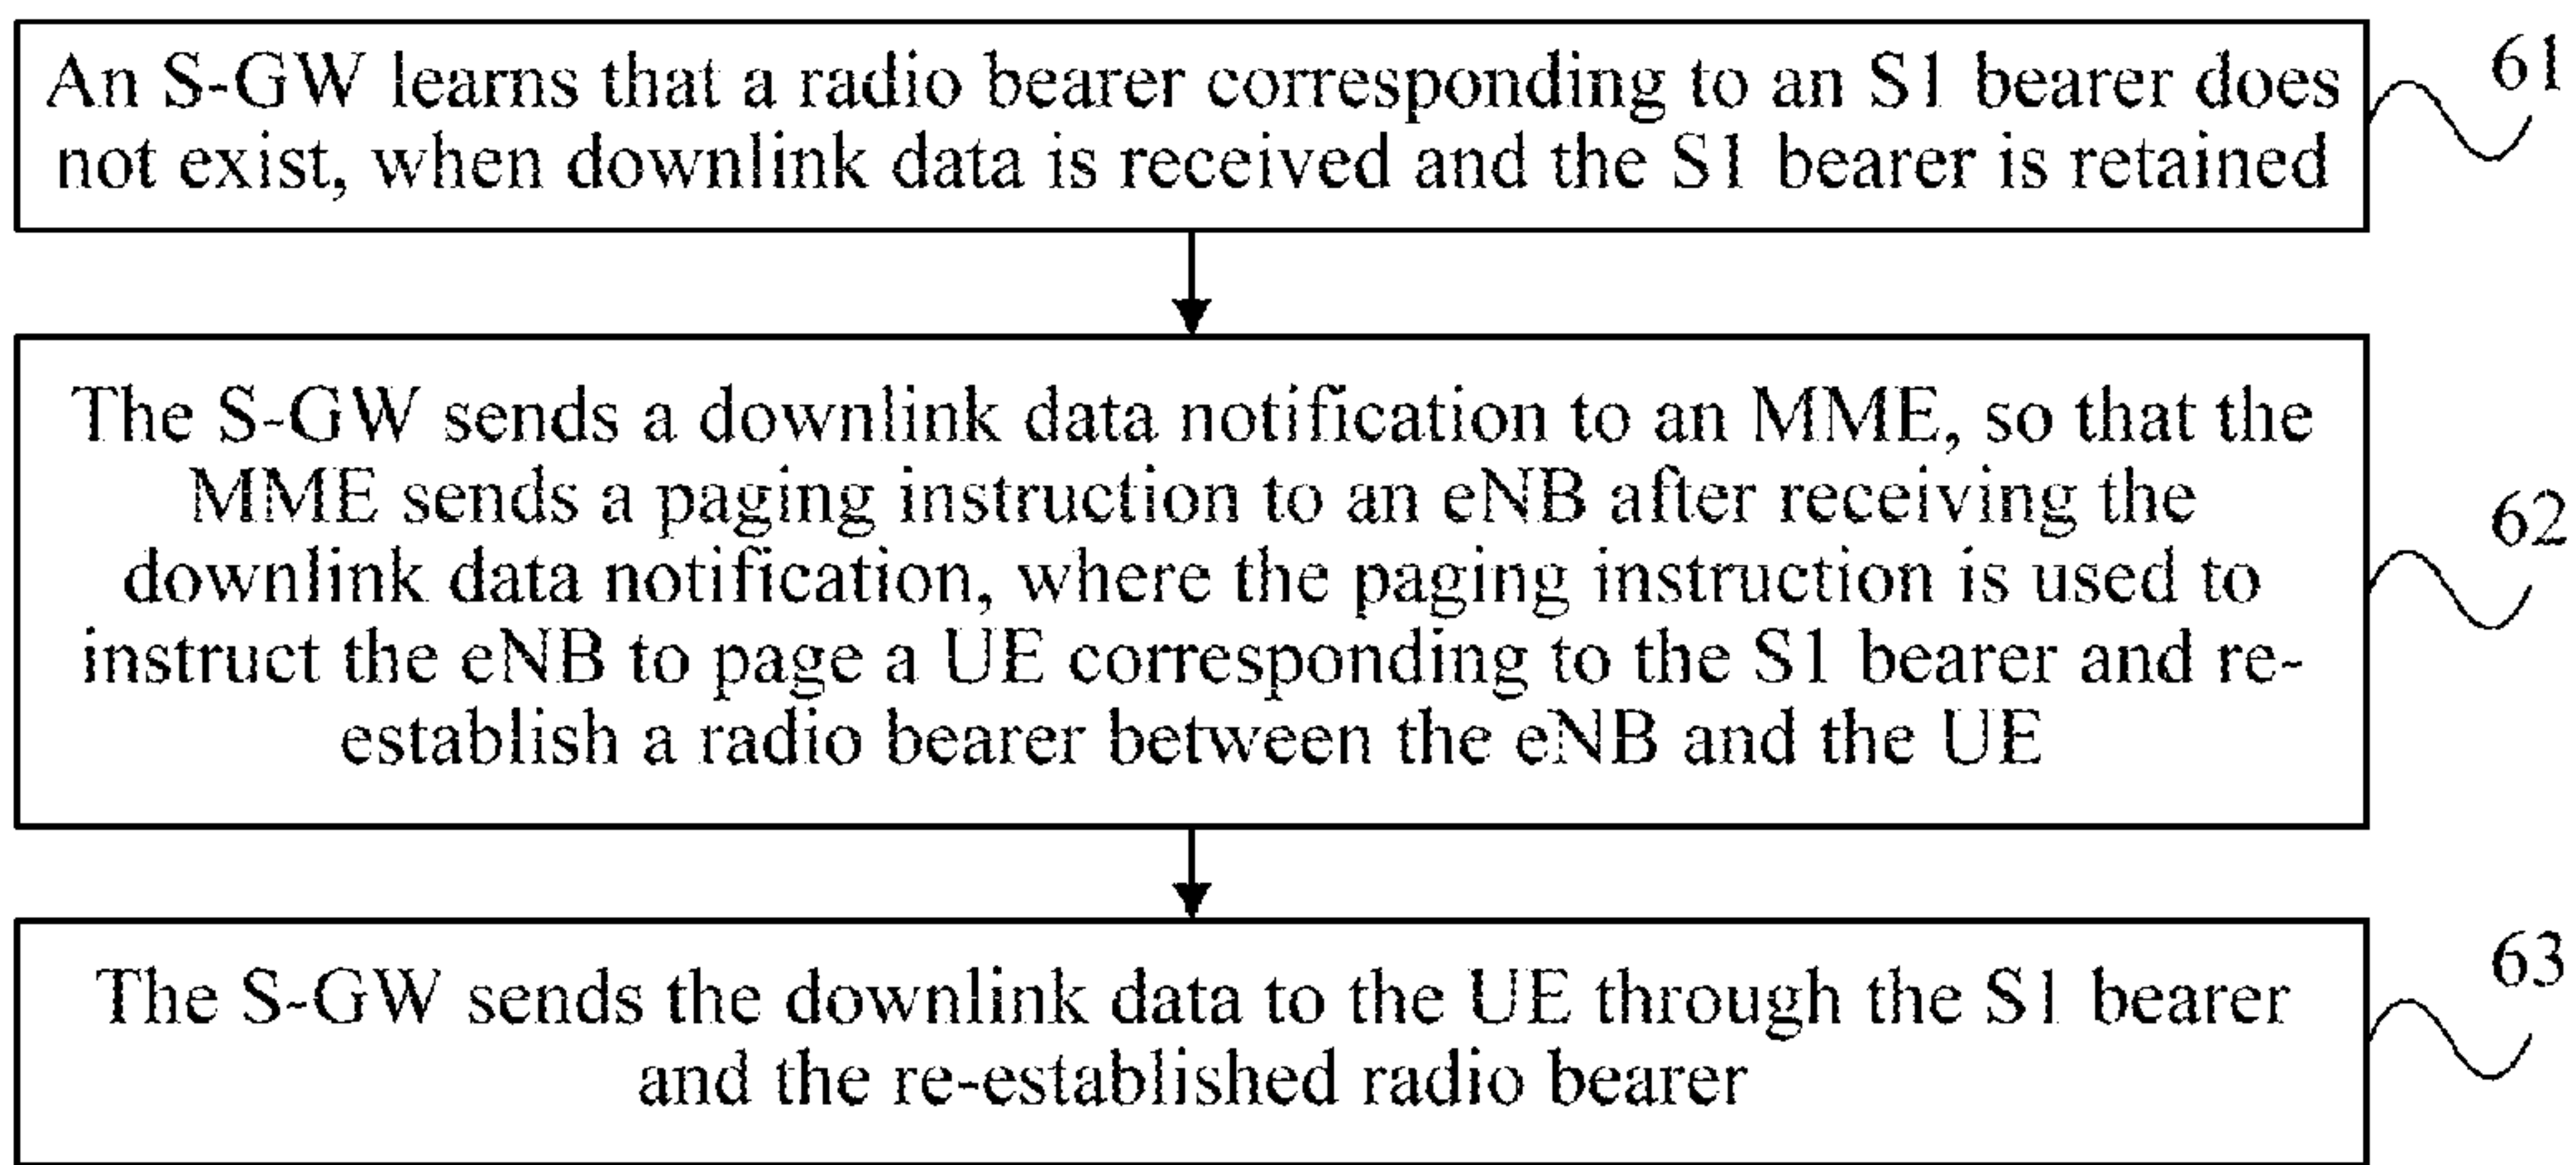 An S-GW learns that a radio bearer corresponding to an S1 bearer does
not exist, when downlink data is received and the S1 bearer is retained
61
The S-GW sends a downlink data notification to an MME, so that the
MME sends a paging instruction to an eNB after receiving the
downlink data notification, where the paging instruction is used to
instruct the eNB to page a UE corresponding to the S1 bearer and re-
establish a radio bearer between the eNB and the UE
62
The S-GW sends the downlink data to the UE through the S1 bearer
and the re-established radio bearer
63